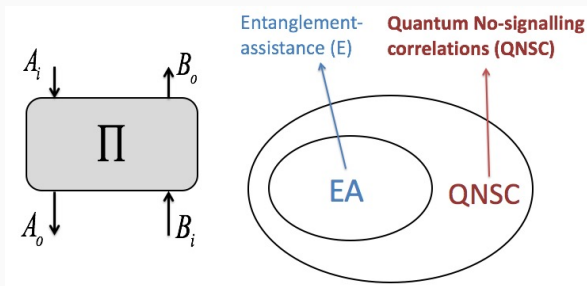 Entanglement-
assistance (E)
Quantum No-signalling
correlations (QNSC)
A_i
B_o
Π
A_o
B_i
EA
QNSC